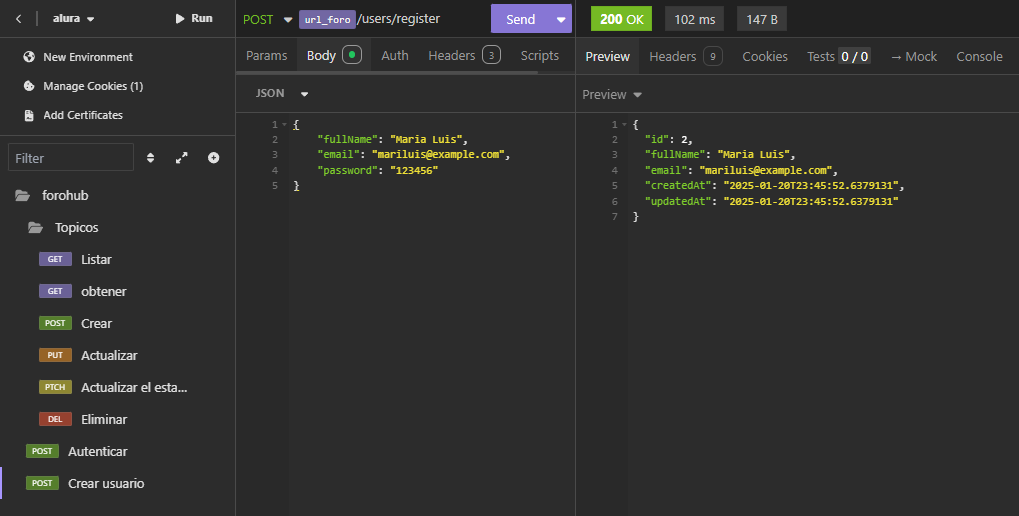 alura
Run
New Environment
Manage Cookies (1)
Add Certificates
Filter
forohub
Topicos
GET Listar
GET obtener
POST Crear
PUT Actualizar
PTCH Actualizar el esta...
DEL Eliminar
POST Autenticar
POST Crear usuario
POST url_foro /users/register Send
Params Body Auth Headers 3 Scripts
JSON
1 {
2 "fullName": "Maria Luis",
3 "email": "mariluis@example.com",
4 "password": "123456"
5 }
200 OK 102 ms 147 B
Preview Headers 9 Cookies Tests 0 / 0 → Mock Console
Preview
1 {
2 "id": 2,
3 "fullName": "Maria Luis",
4 "email": "mariluis@example.com",
5 "createdAt": "2025-01-20T23:45:52.6379131",
6 "updatedAt": "2025-01-20T23:45:52.6379131"
7 }